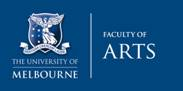 THE UNIVERSITY OF
MELBOURNE
FACULTY OF
ARTS